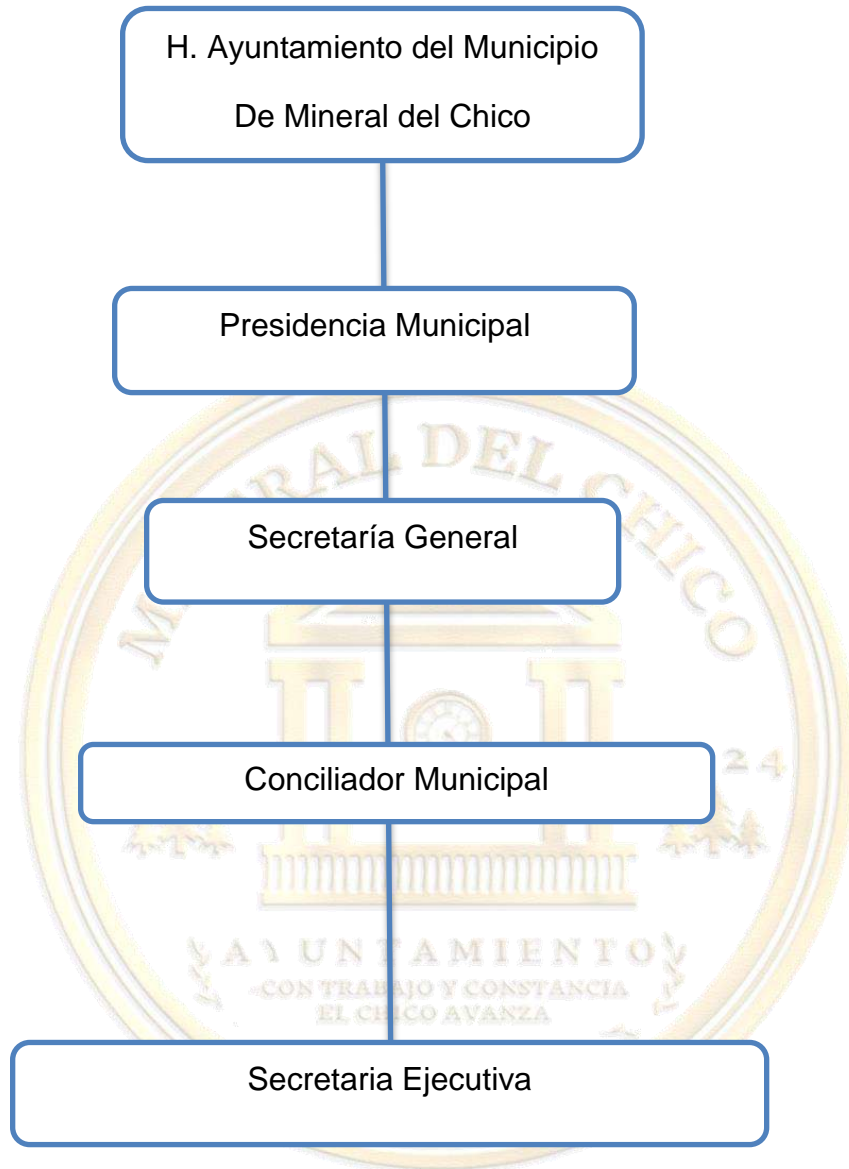 H. Ayuntamiento del Municipio
De Mineral del Chico
Presidencia Municipal
RAL DEL CHICO
Secretaría General
Conciliador Municipal
24
AYUNTAMIENTO
CON TRABAJO Y CONSTANCIA
EL CHICO AVANZA
Secretaria Ejecutiva